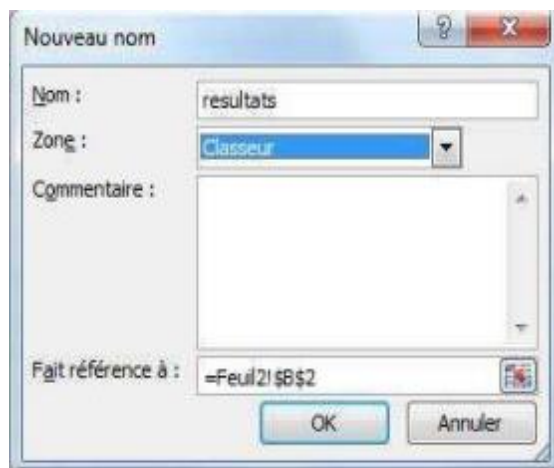 Nouveau nom
Nom : resultats
Zone : Classeur
Commentaire :
Fait référence à : =Feuil2!$B$2
OK Annuler